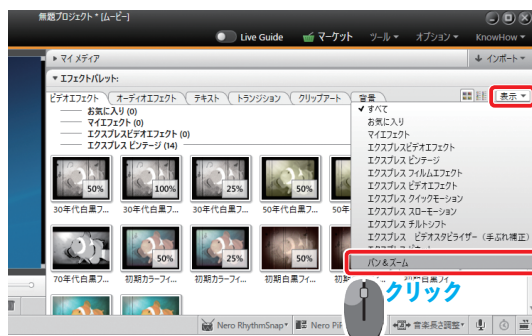 無題プロジェクト * [ムービー]
Live Guide マーケット ツール オプション KnowHow
マイ メディア インポート
エフェクトパレット: 表示
ビデオエフェクト オーディオエフェクト テキスト トランジション クリップアート 背景
お気に入り (0)
マイエフェクト (0)
エクスプレスビデオエフェクト (0)
エクスプレス ビンテージ (14)
✔ すべて
お気に入り
マイエフェクト
エクスプレスビデオエフェクト
エクスプレス ビンテージ
エクスプレス フィルムエフェクト
エクスプレス ビデオエフェクト
エクスプレス クイックモーション
エクスプレス スローモーション
エクスプレス チルトシフト
エクスプレス ビデオスタビライザー（手ぶれ補正）
パン＆ズーム
50% 100% 25% 50%
30年代白黒フ... 30年代白黒フ... 30年代白黒フ... 50年代白黒フ... 50年
50% 25% 50%
70年代白黒フ... 初期カラーフィ... 初期カラーフィ... 初期白黒フィ... 初期
クリック
Nero RhythmSnap Nero Pi 音楽長さ調整